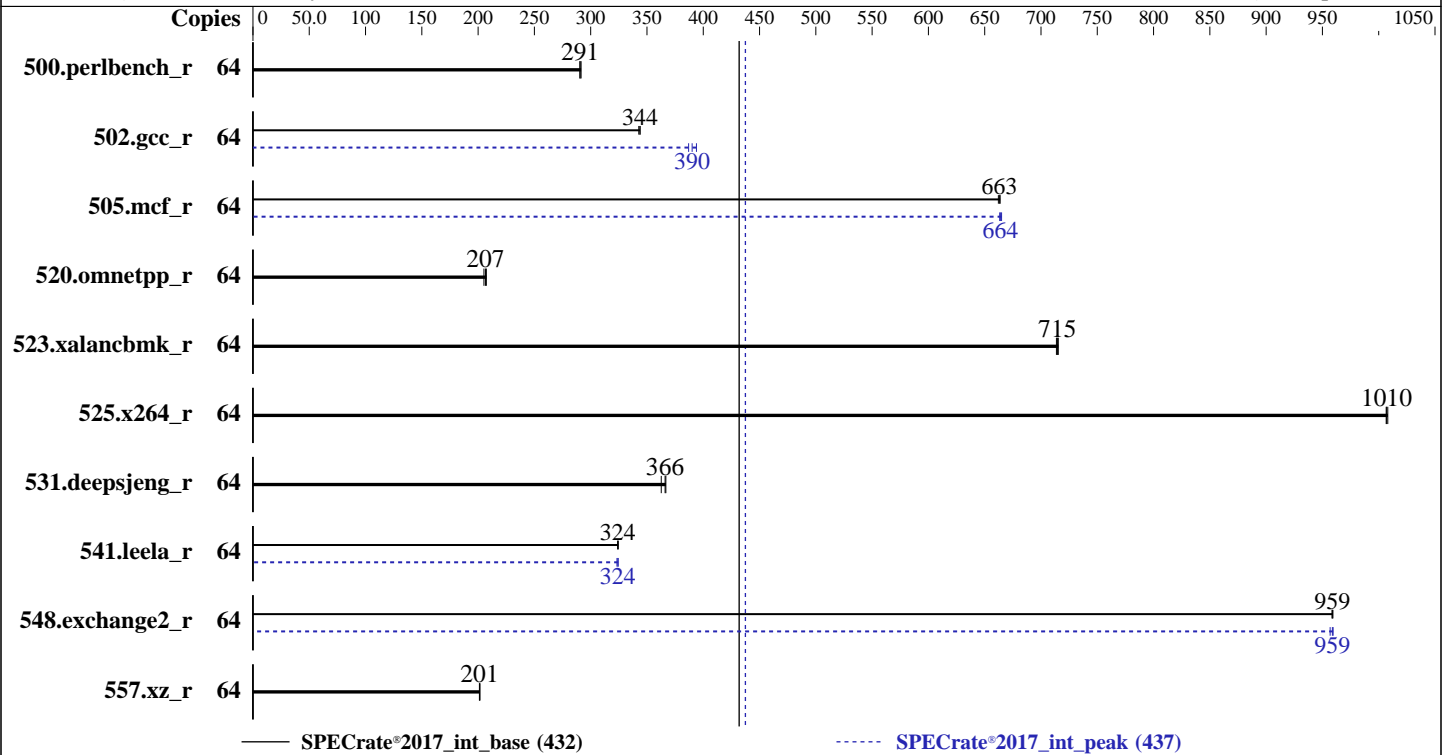 Copies 0 50.0 100 150 200 250 300 350 400 450 500 550 600 650 700 750 800 850 900 950 1050
500.perlbench_r 64 291
502.gcc_r 64 344
390
505.mcf_r 64 663
664
520.omnetpp_r 64 207
523.xalancbmk_r 64 715
525.x264_r 64 1010
531.deepsjeng_r 64 366
541.leela_r 64 324
324
548.exchange2_r 64 959
959
557.xz_r 64 201
SPECrate®2017_int_base (432) SPECrate®2017_int_peak (437)